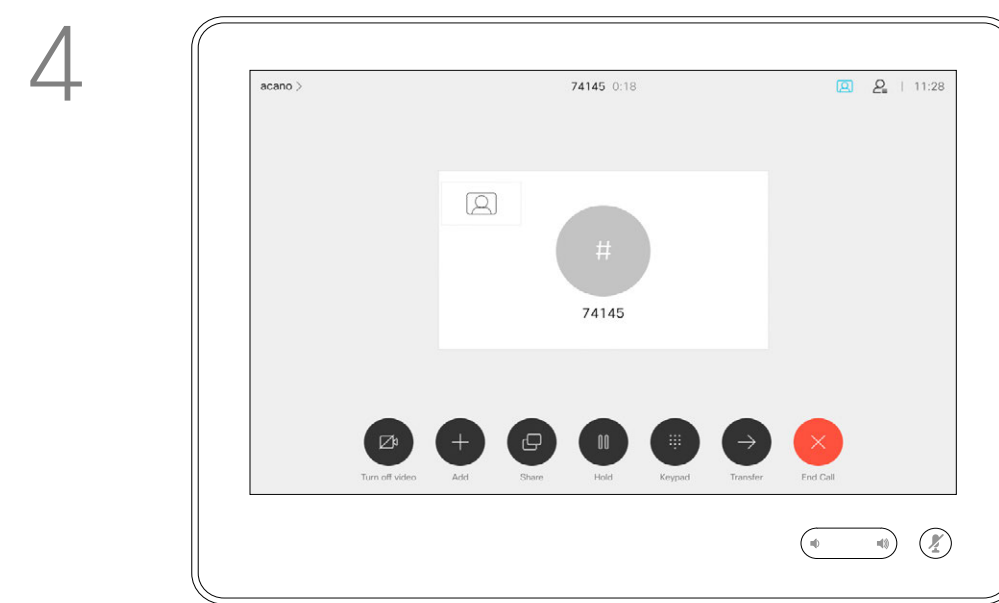 4
acano >
74145 0:18
11:28
#
74145
Turn off video
Add
Share
Hold
Keypad
Transfer
End Call